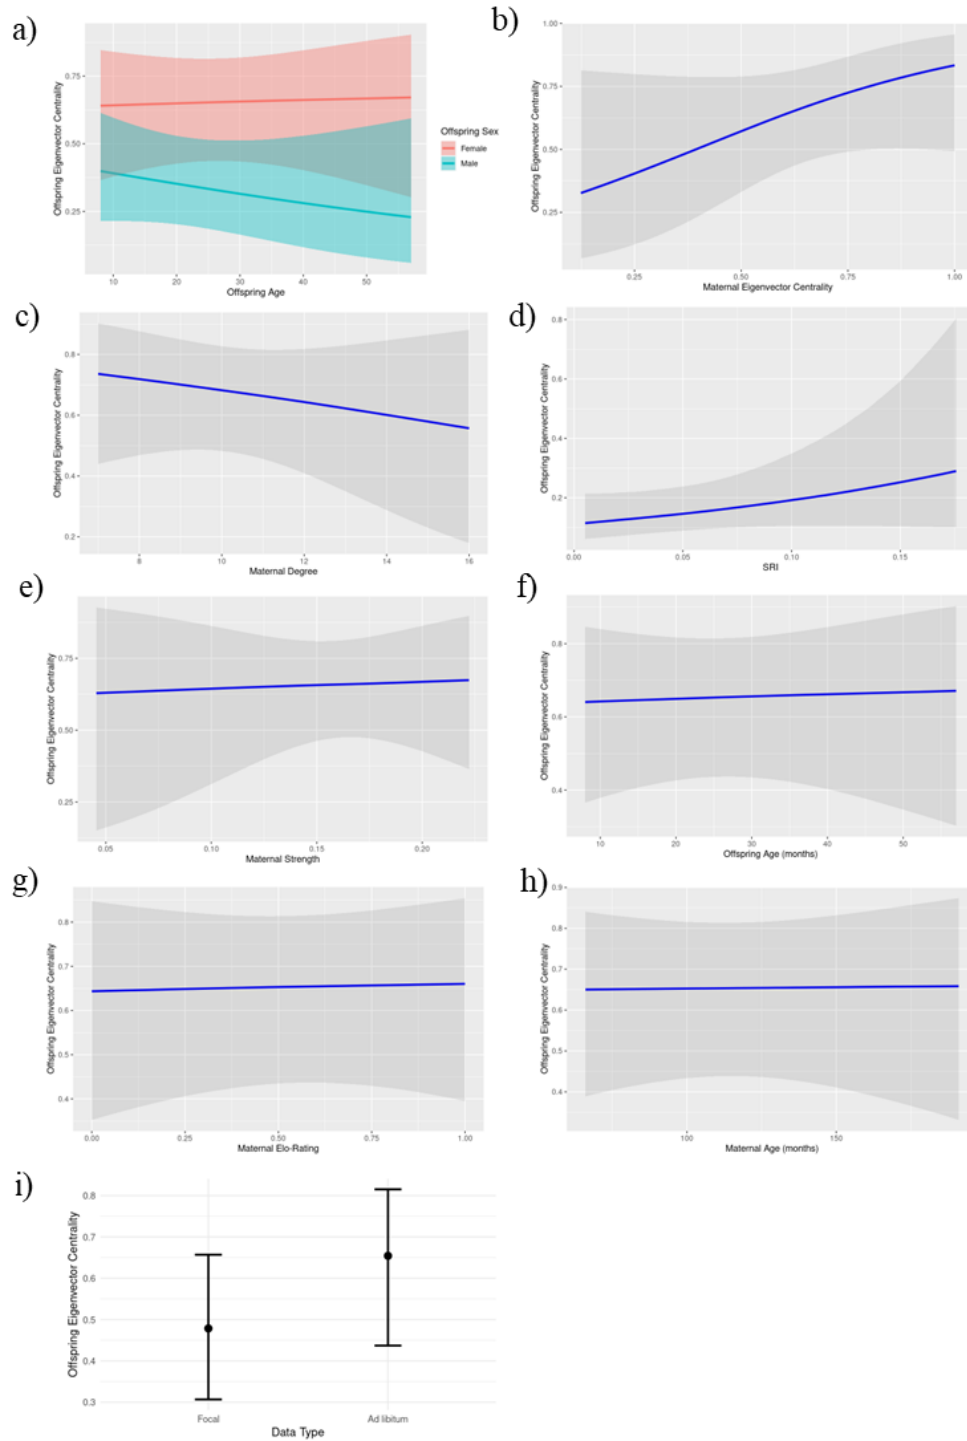 a)
Offspring Eigenvector Centrality
0.75
0.50
0.25
10 20 30 40 50
Offspring Age
Offspring Sex
Female
Male
b)
Offspring Eigenvector Centrality
1.00
0.75
0.50
0.25
0.25 0.50 0.75 1.00
Maternal Eigenvector Centrality
c)
Offspring Eigenvector Centrality
0.8
0.6
0.4
0.2
8 10 12 14 16
Maternal Degree
d)
Offspring Eigenvector Centrality
0.8
0.6
0.4
0.2
0.00 0.05 0.10 0.15
SRI
e)
Offspring Eigenvector Centrality
0.75
0.50
0.25
0.05 0.10 0.15 0.20
Maternal Strength
f)
Offspring Eigenvector Centrality
0.8
0.6
0.4
10 20 30 40 50
Offspring Age (months)
g)
Offspring Eigenvector Centrality
0.8
0.7
0.6
0.5
0.4
0.00 0.25 0.50 0.75 1.00
Maternal Elo-Rating
h)
Offspring Eigenvector Centrality
0.9
0.8
0.7
0.6
0.5
0.4
100 150
Maternal Age (months)
i)
Offspring Eigenvector Centrality
0.8
0.7
0.6
0.5
0.4
0.3
Focal Ad libitum
Data Type